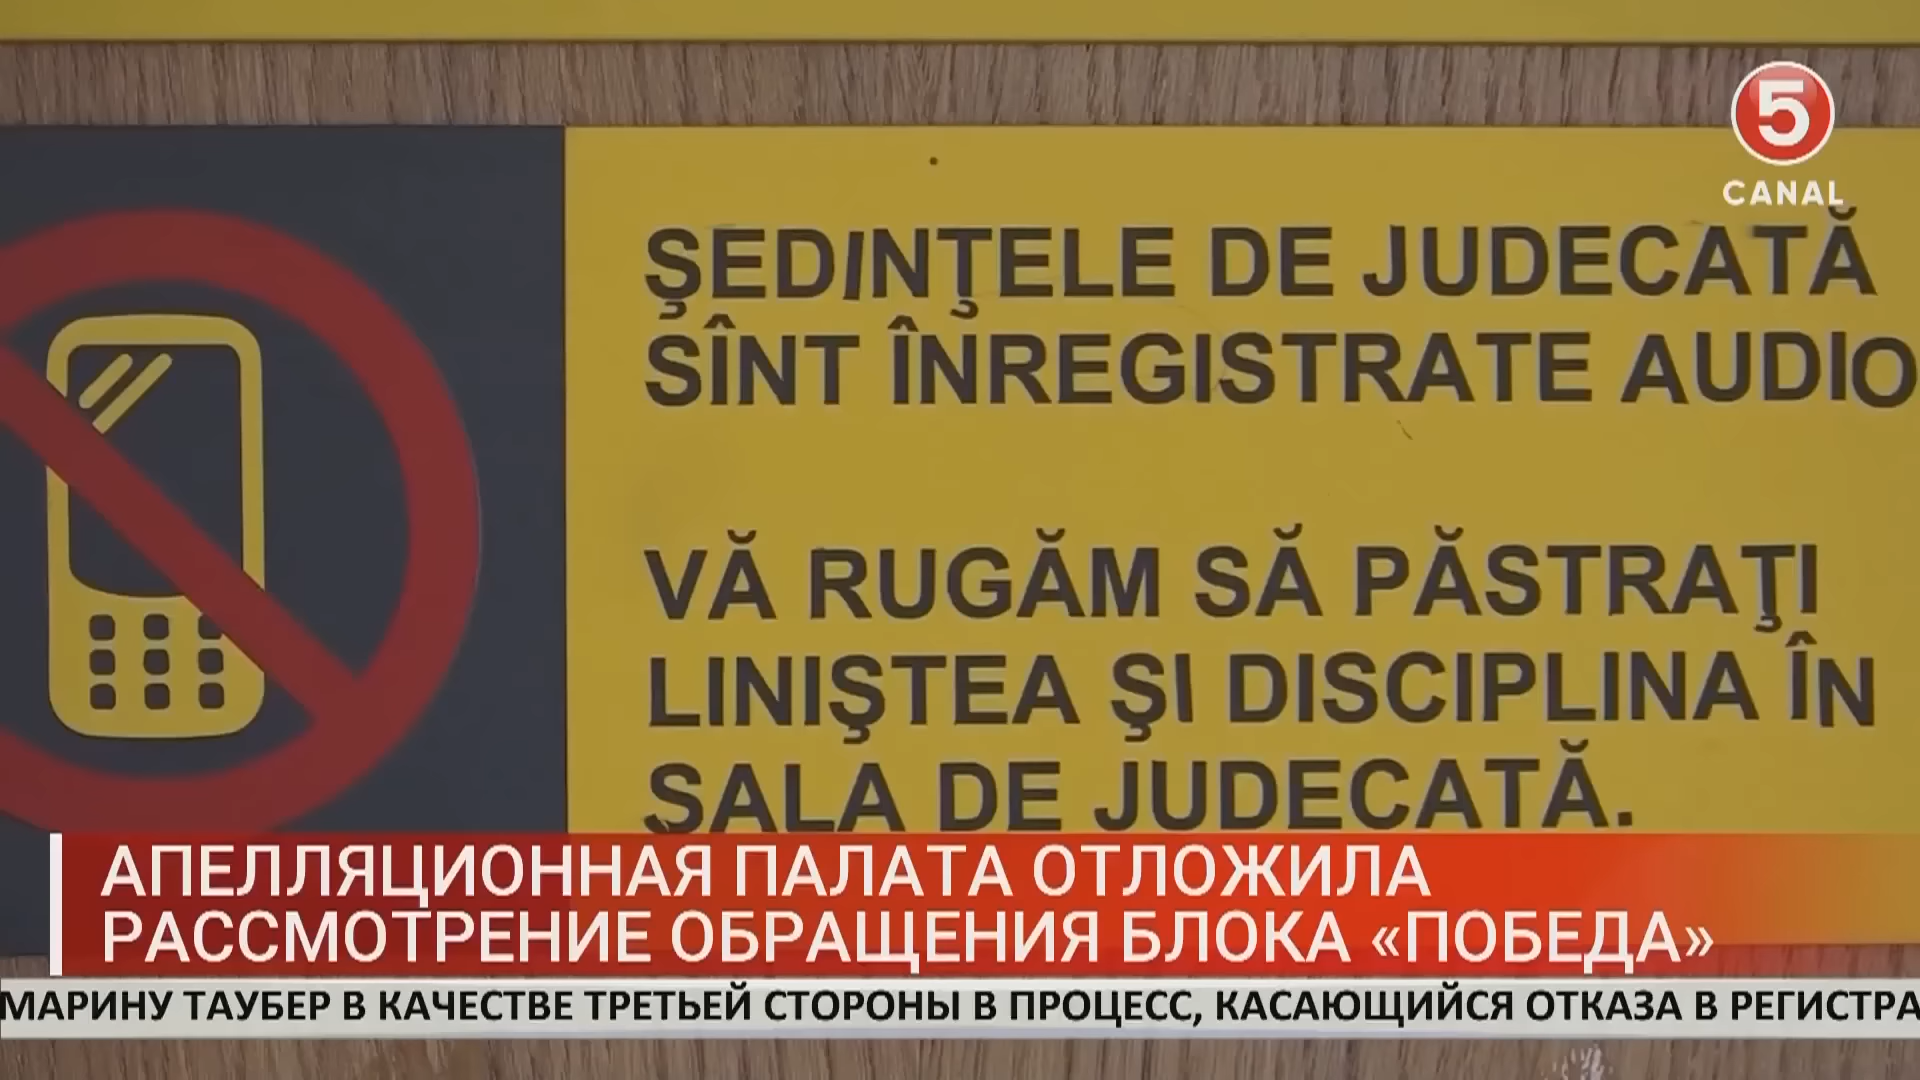 5
CANAL
ŞEDINŢELE DE JUDECATĂ
SÎNT ÎNREGISTRATE AUDIO
VĂ RUGĂM SĂ PĂSTRAŢI
LINIŞTEA ŞI DISCIPLINA ÎN
SALA DE JUDECATĂ.
АПЕЛЛЯЦИОННАЯ ПАЛАТА ОТЛОЖИЛА
РАССМОТРЕНИЕ ОБРАЩЕНИЯ БЛОКА «ПОБЕДА»
МАРИНУ ТАУБЕР В КАЧЕСТВЕ ТРЕТЬЕЙ СТОРОНЫ В ПРОЦЕСС, КАСАЮЩИЙСЯ ОТКАЗА В РЕГИСТРА